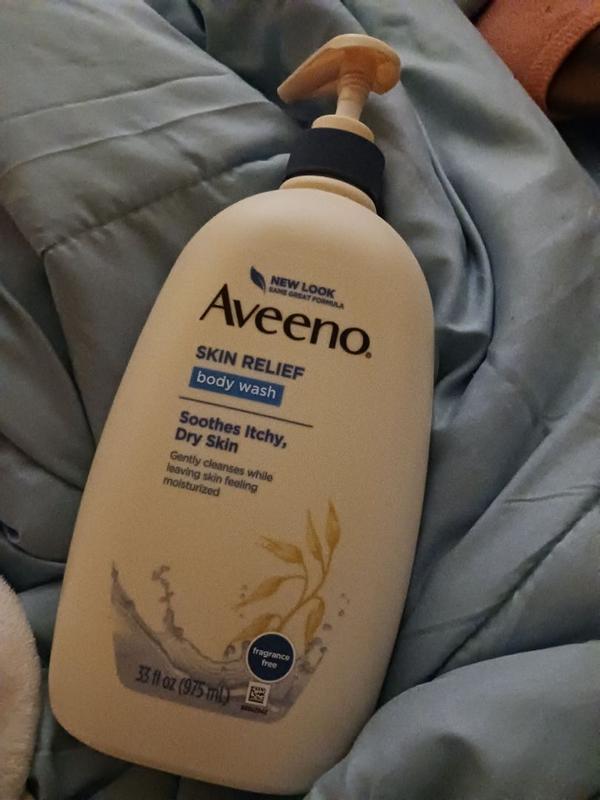 NEW LOOK
SAME GREAT FORMULA
Aveeno®
SKIN RELIEF
body wash
Soothes Itchy,
Dry Skin
Gently cleanses while
leaving skin feeling
moisturized
fragrance
free
33 fl oz (975 mL)